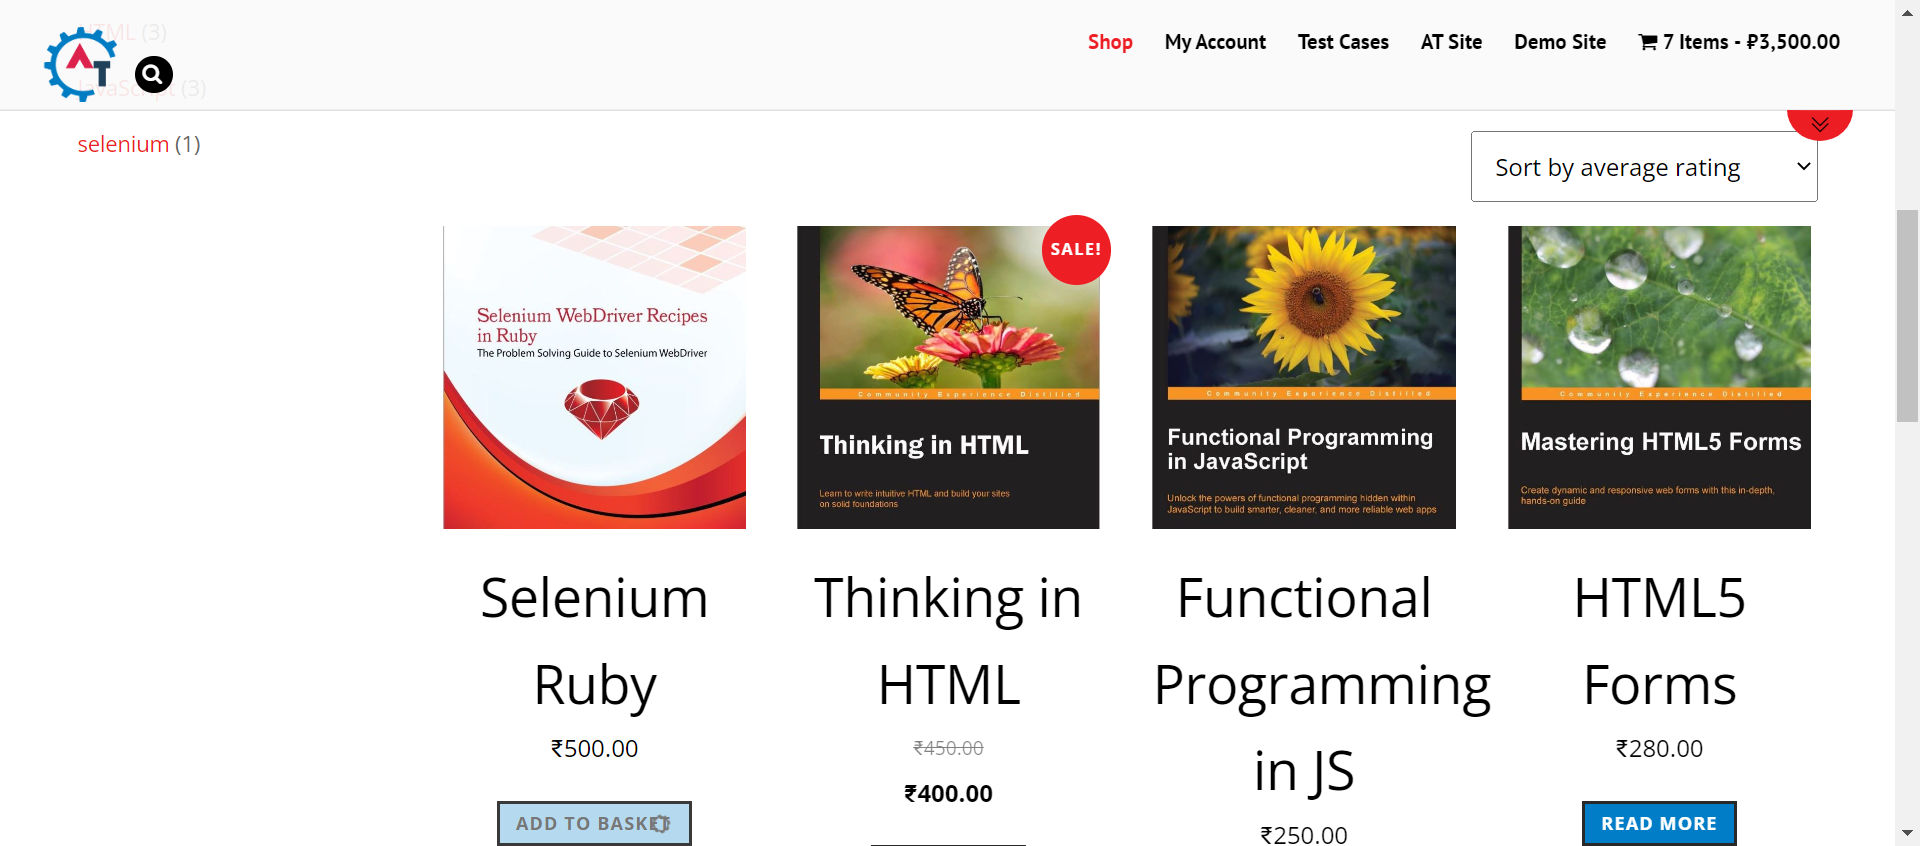 HTML (3)
JavaScript (3)
AT
Shop My Account Test Cases AT Site Demo Site 7 Items - ₽3,500.00
selenium (1)
Sort by average rating
SALE!
Selenium WebDriver Recipes
in Ruby
The Problem Solving Guide to Selenium WebDriver
Community Experience Distilled
Thinking in HTML
Learn to write intuitive HTML and build your sites
on solid foundations
Community Experience Distilled
Functional Programming
in JavaScript
Unlock the powers of functional programming hidden within
JavaScript to build smarter, cleaner, and more reliable web apps
Community Experience Distilled
Mastering HTML5 Forms
Create dynamic and responsive web forms with this in-depth,
hands-on guide
Selenium
Ruby
₹500.00
ADD TO BASKET
Thinking in
HTML
₹450.00
₹400.00
Functional
Programming
in JS
₹250.00
HTML5
Forms
₹280.00
READ MORE